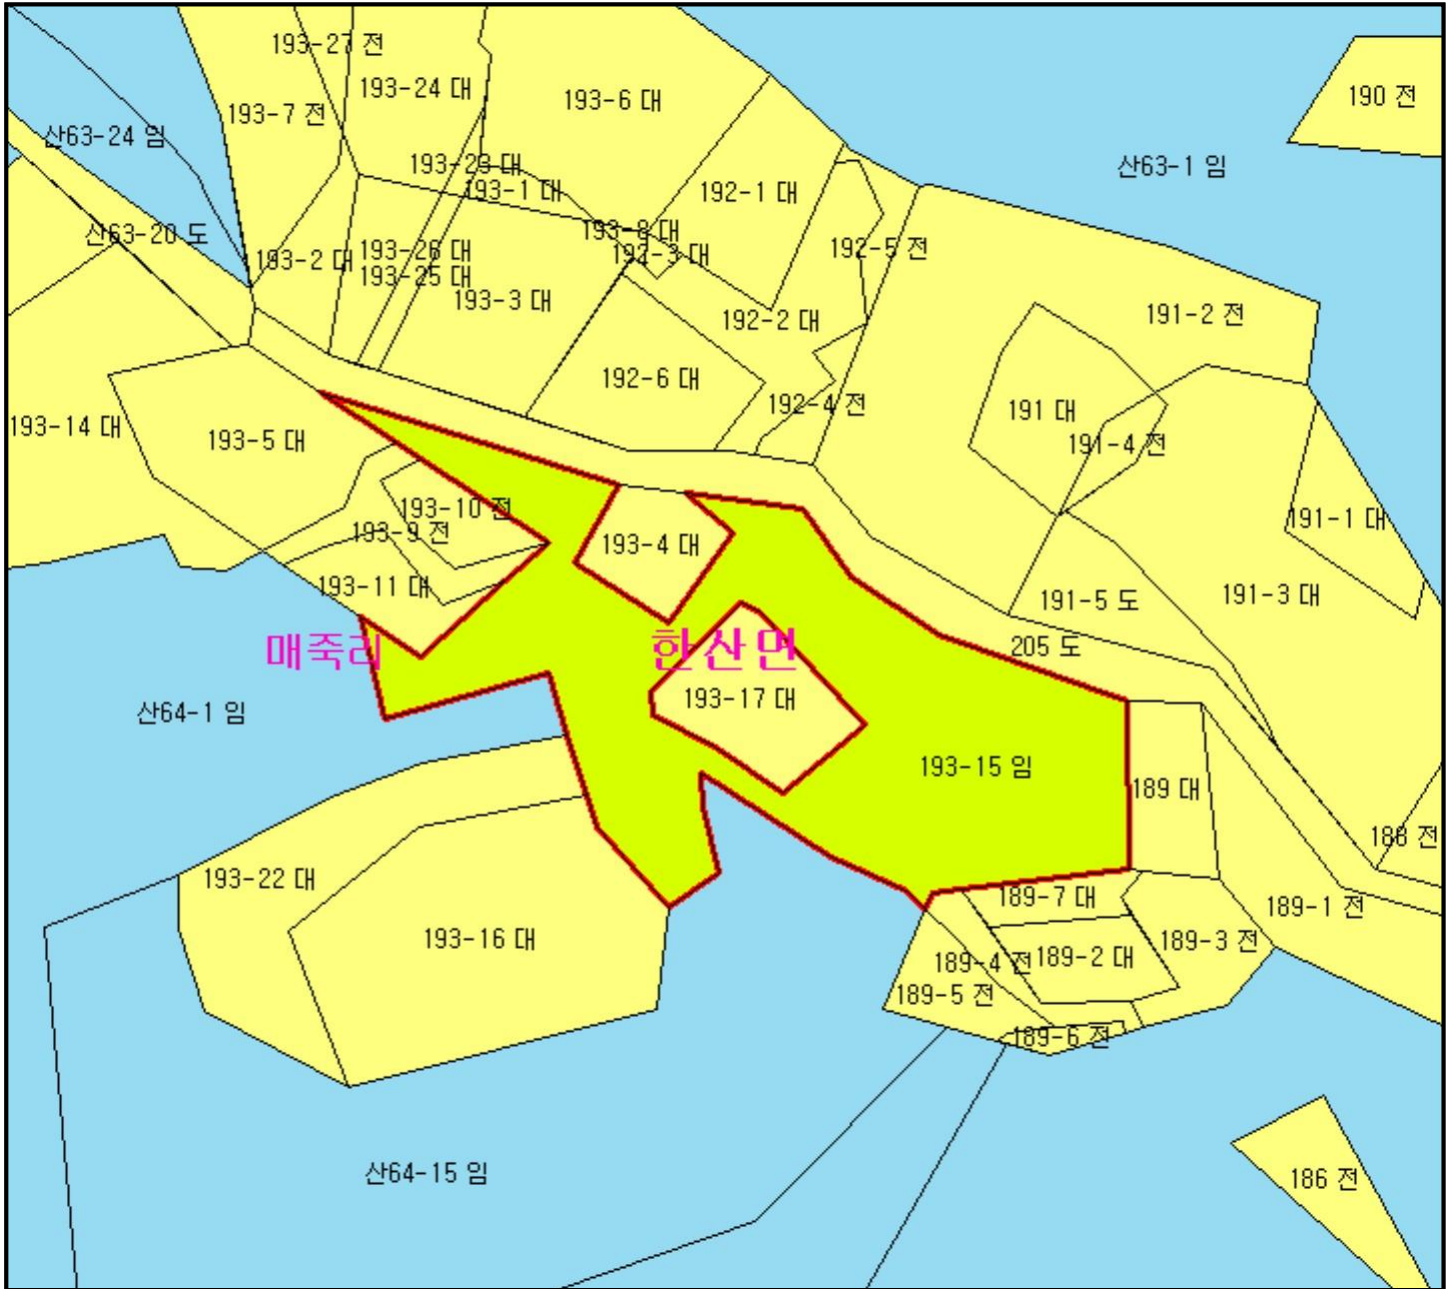 193-27 전
193-24 대
193-6 대
190 전
193-7 전
산63-24 임
193-23 대
산63-1 임
193-1 대
192-1 대
산63-20 도
193-8 대
193-2 대
193-26 대
192-3 대
192-5 전
193-25 대
193-3 대
192-2 대
191-2 전
192-6 대
192-4 전
191 대
193-14 대
193-5 대
191-4 전
193-10 전
191-1 대
193-9 전
193-4 대
193-11 대
191-5 도
191-3 대
205 도
매죽리
한산면
193-17 대
산64-1 임
193-15 임
189 대
188 전
193-22 대
189-7 대
189-1 전
193-16 대
189-3 전
189-4 전
189-2 대
189-5 전
189-6 전
산64-15 임
186 전